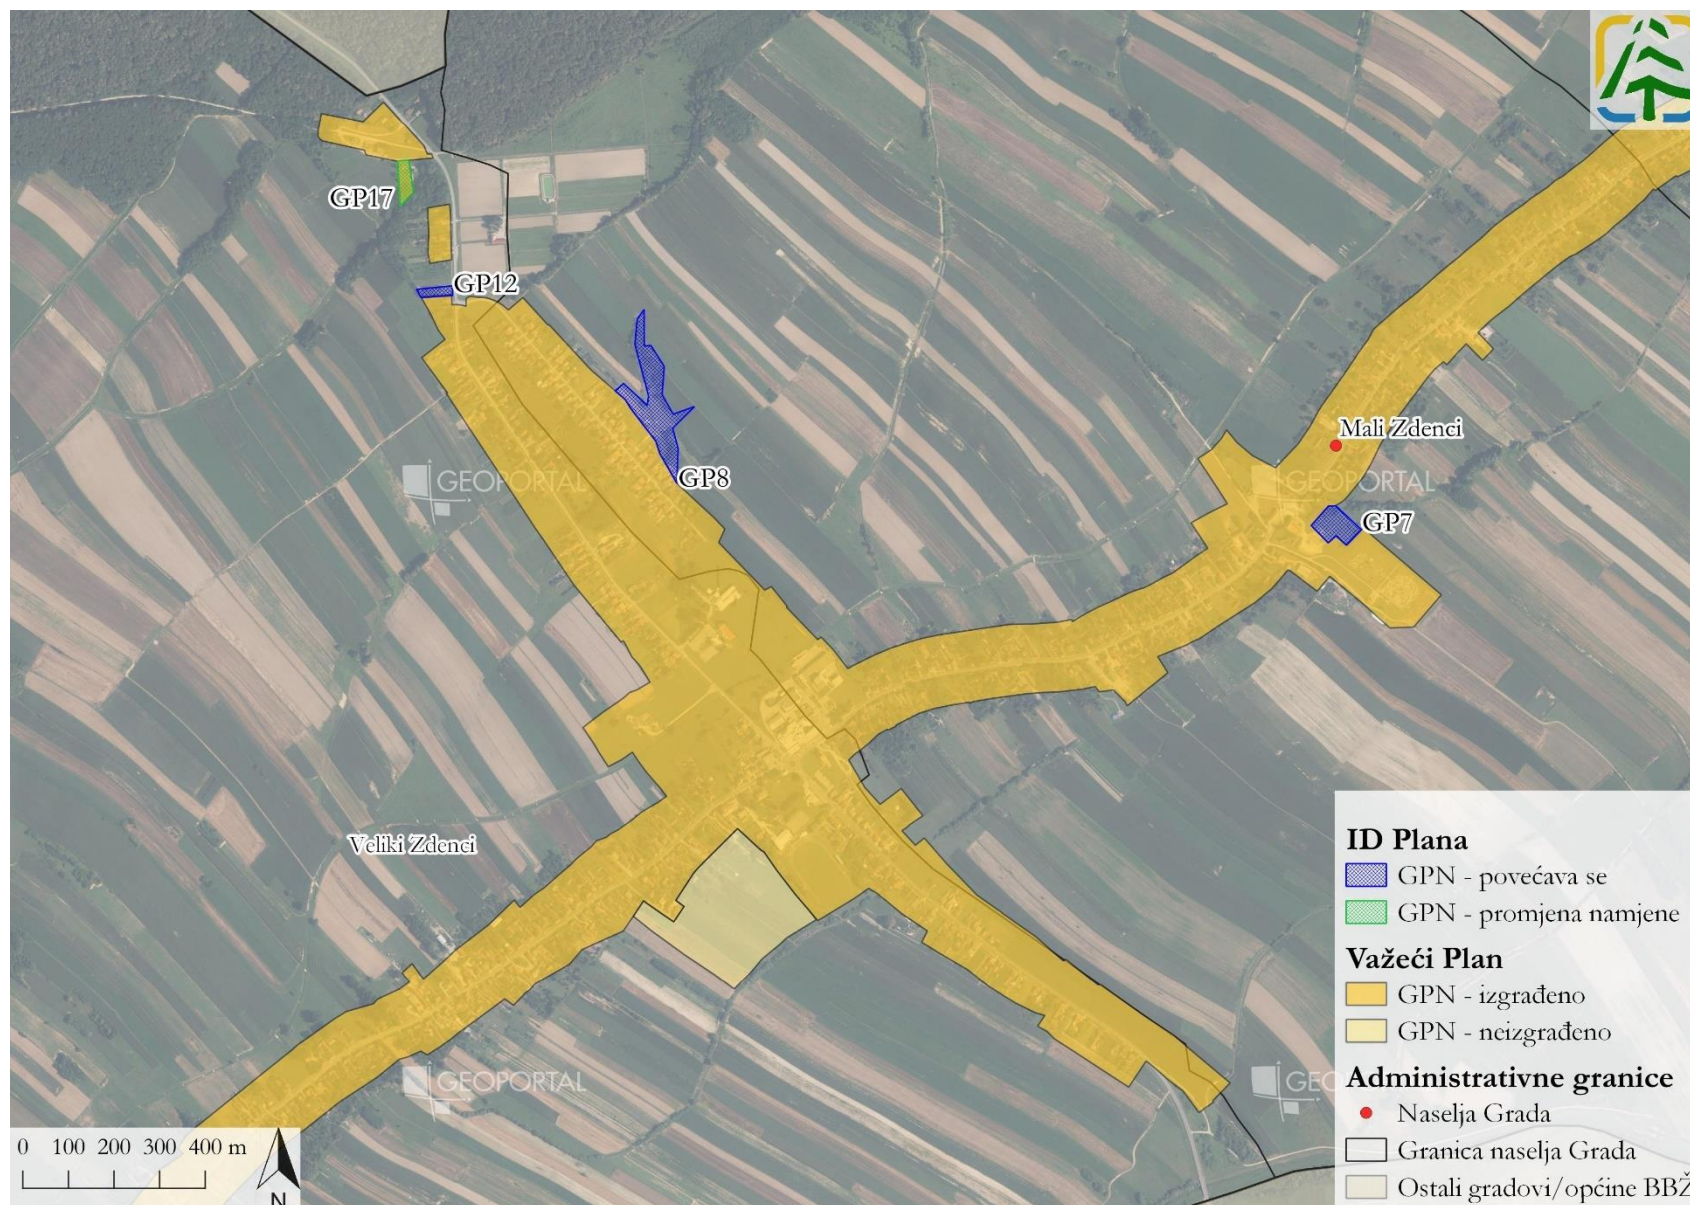 GP17
GP12
GP8
GEOPORTAL
Mali Zdenci
GEOPORTAL
GP7
Veliki Zdenci
GEOPORTAL
GEO
ID Plana
GPN - povećava se
GPN - promjena namjene
Važeći Plan
GPN - izgrađeno
GPN - neizgrađeno
Administrativne granice
Naselja Grada
Granica naselja Grada
Ostali gradovi/općine BBŽ
0 100 200 300 400 m
N